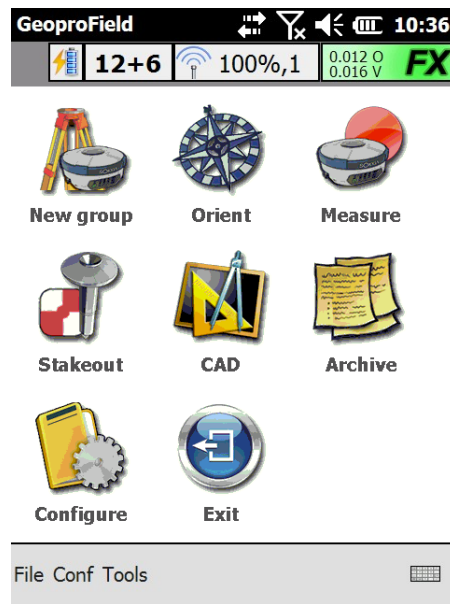 GeoproField 10:36
12+6 100%,1 0.012 O FX
0.016 V
New group Orient Measure
Stakeout CAD Archive
Configure Exit
File Conf Tools